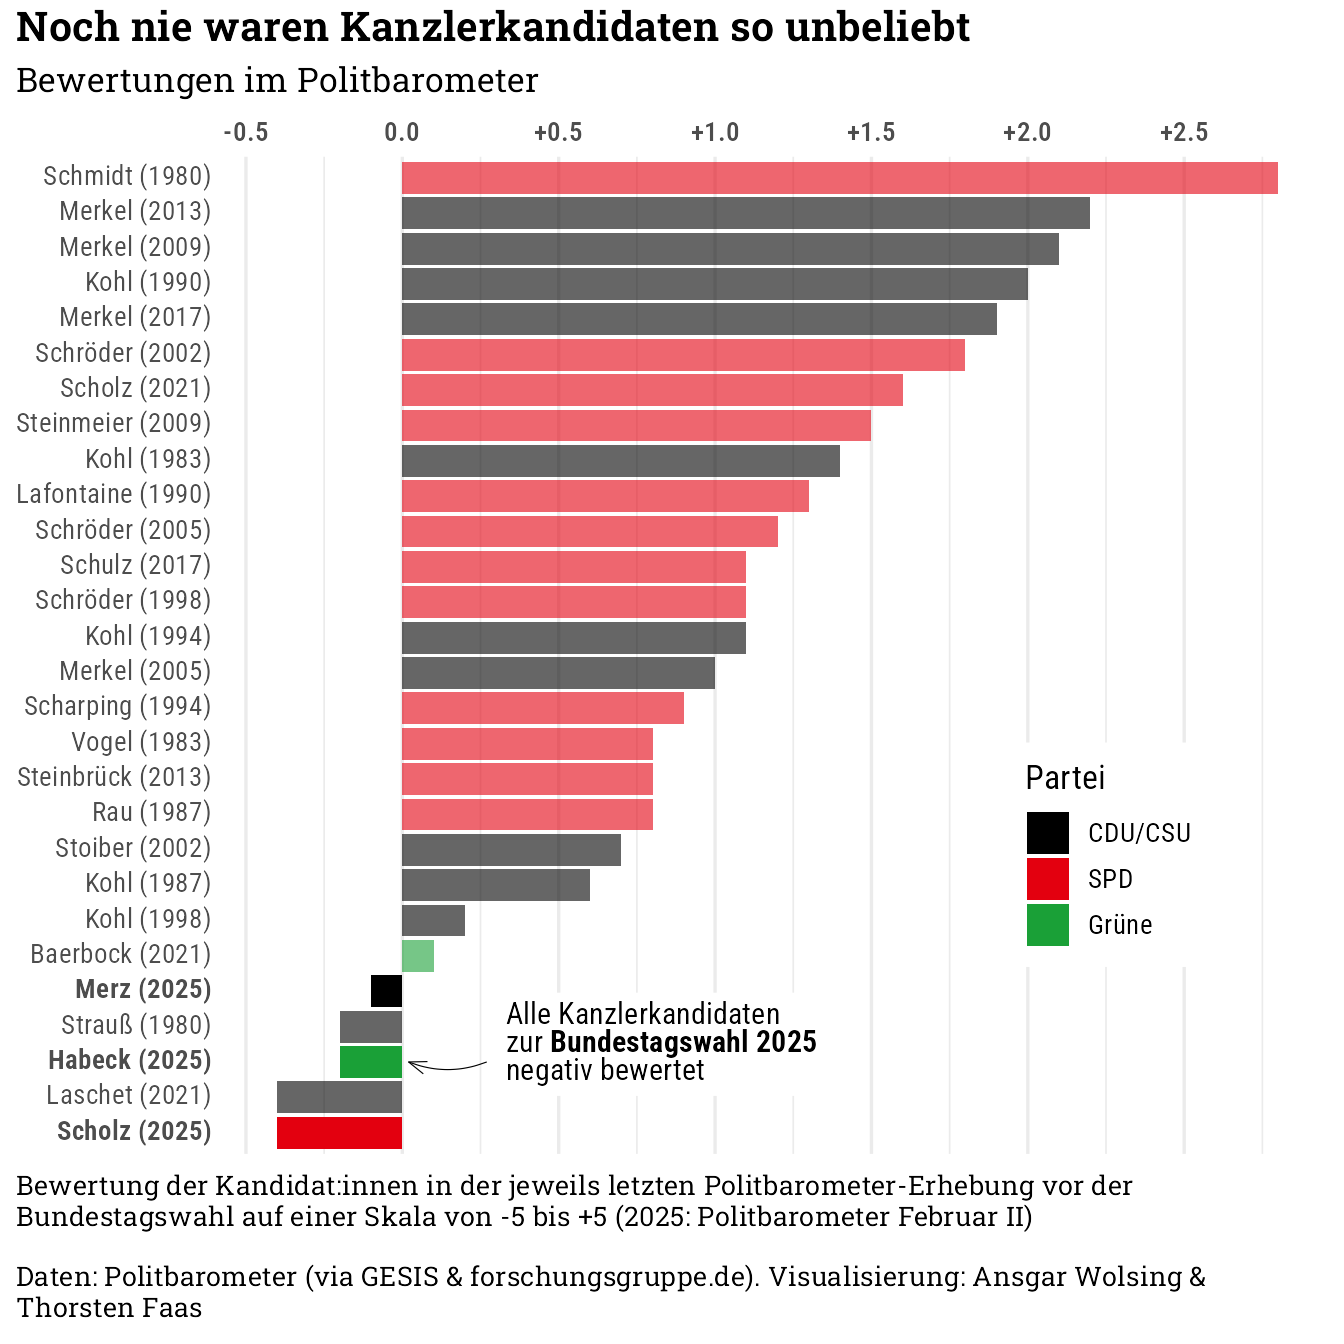 Noch nie waren Kanzlerkandidaten so unbeliebt
Bewertungen im Politbarometer
-0.5 0.0 +0.5 +1.0 +1.5 +2.0 +2.5
Schmidt (1980)
Merkel (2013)
Merkel (2009)
Kohl (1990)
Merkel (2017)
Schröder (2002)
Scholz (2021)
Steinmeier (2009)
Kohl (1983)
Lafontaine (1990)
Schröder (2005)
Schulz (2017)
Schröder (1998)
Kohl (1994)
Merkel (2005)
Scharping (1994)
Vogel (1983)
Steinbrück (2013)
Rau (1987)
Stoiber (2002)
Kohl (1987)
Kohl (1998)
Baerbock (2021)
Merz (2025)
Strauß (1980)
Habeck (2025)
Laschet (2021)
Scholz (2025)
Partei
CDU/CSU
SPD
Grüne
Alle Kanzlerkandidaten
zur Bundestagswahl 2025
negativ bewertet
Bewertung der Kandidat:innen in der jeweils letzten Politbarometer-Erhebung vor der
Bundestagswahl auf einer Skala von -5 bis +5 (2025: Politbarometer Februar II)
Daten: Politbarometer (via GESIS & forschungsgruppe.de). Visualisierung: Ansgar Wolsing &
Thorsten Faas